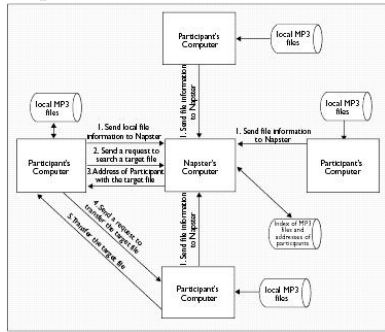 Participant's
Computer
local MP3
files
local MP3
files
local MP3
files
1. Send file information
to Napster
1. Send local file
information to Napster
1. Send file information
to Napster
2. Send a request to
search a target file
3.Address of Participant
with the target file
Participant's
Computer
Napster's
Computer
Participant's
Computer
4. Send a request to
transfer the target file
5. Transfer the target file
1. Send file information
to Napster
Index of MP3
files and
addresses of
participants
Participant's
Computer
local MP3
files